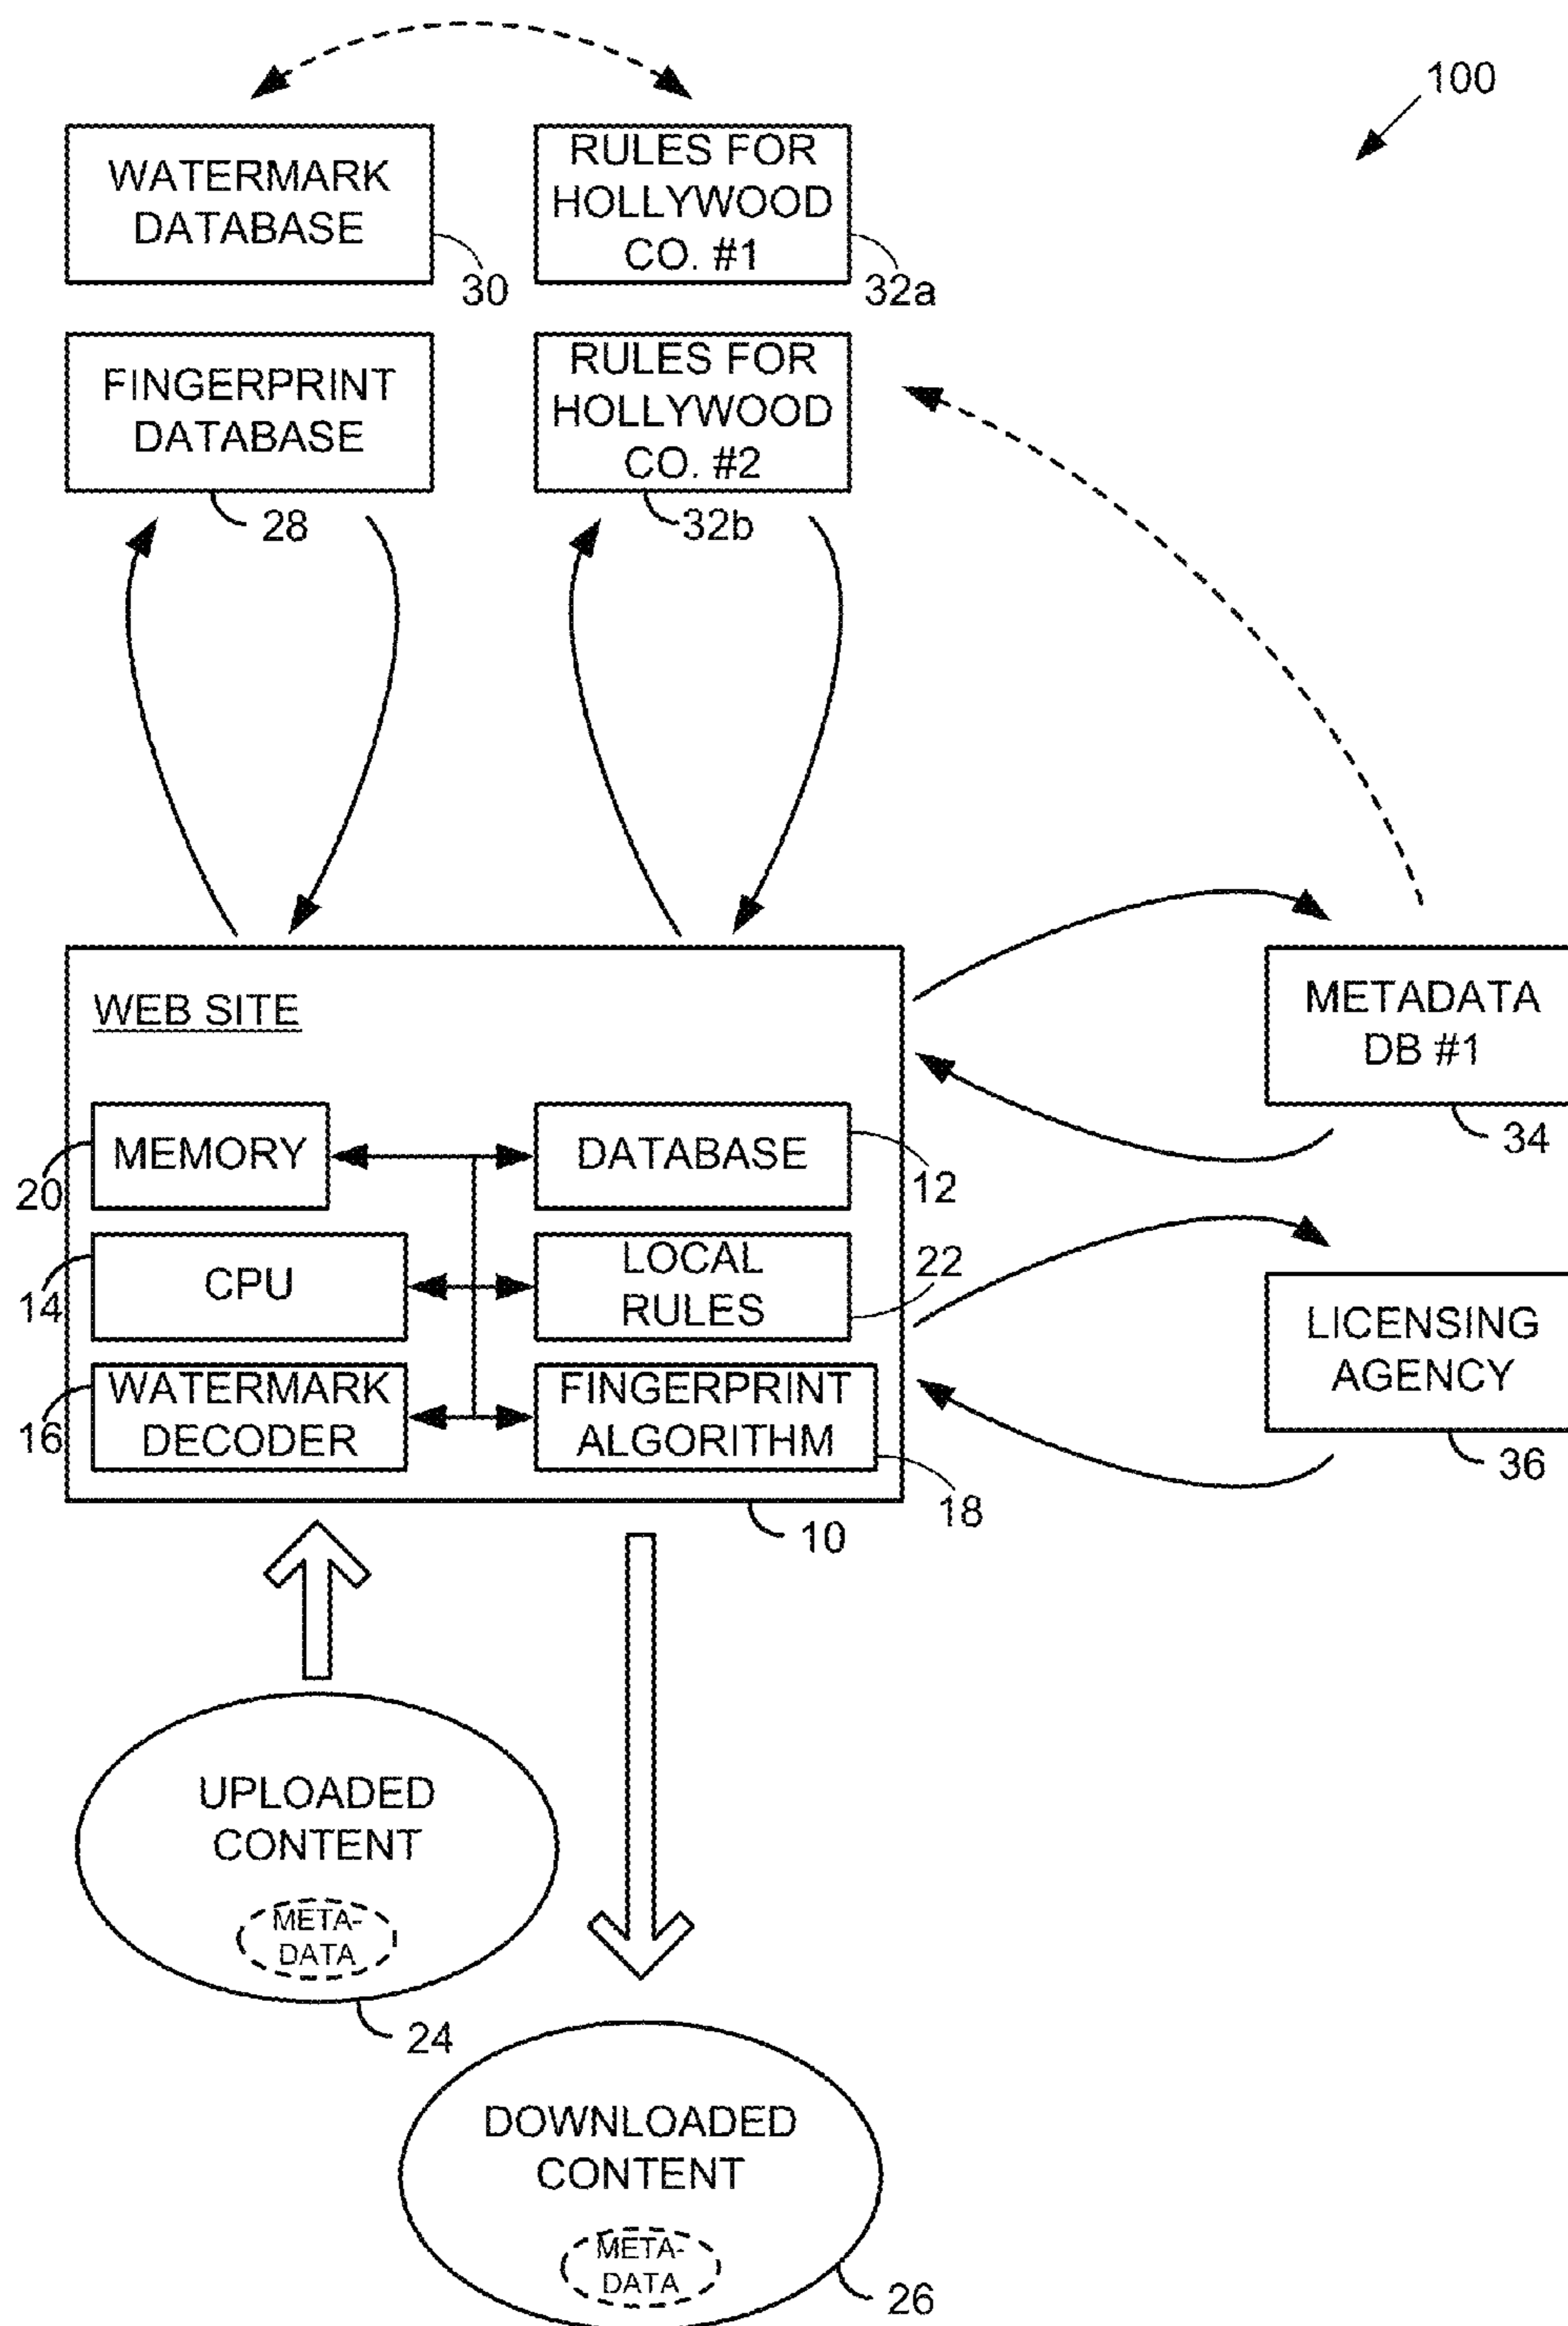 100
WATERMARK
DATABASE
30
RULES FOR
HOLLYWOOD
CO. #1
32a
FINGERPRINT
DATABASE
28
RULES FOR
HOLLYWOOD
CO. #2
32b
WEB SITE
MEMORY
20
DATABASE
12
CPU
14
LOCAL
RULES
22
WATERMARK
DECODER
16
FINGERPRINT
ALGORITHM
18
10
METADATA
DB #1
34
LICENSING
AGENCY
36
UPLOADED
CONTENT
META-
DATA
24
DOWNLOADED
CONTENT
META-
DATA
26